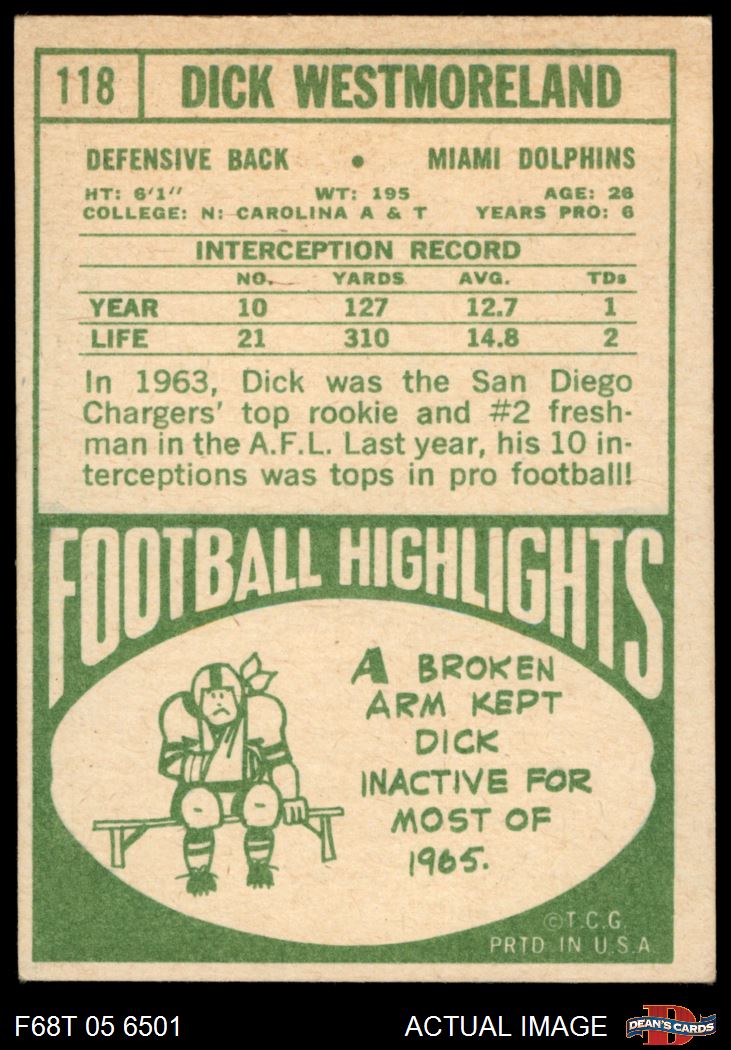 118 DICK WESTMORELAND
DEFENSIVE BACK • MIAMI DOLPHINS
HT: 6'1" WT: 195 AGE: 26
COLLEGE: N: CAROLINA A & T YEARS PRO: 6
INTERCEPTION RECORD
NO. YARDS AVG. TDs
YEAR 10 127 12.7 1
LIFE 21 310 14.8 2
In 1963, Dick was the San Diego
Chargers' top rookie and #2 fresh-
man in the A.F.L. Last year, his 10 in-
terceptions was tops in pro football!
FOOTBALL HIGHLIGHTS
A BROKEN
ARM KEPT
DICK
INACTIVE FOR
MOST OF
1965.
©T.C.G.
PRTD IN U.S.A
F68T 05 6501 ACTUAL IMAGE DEAN'S CARDS